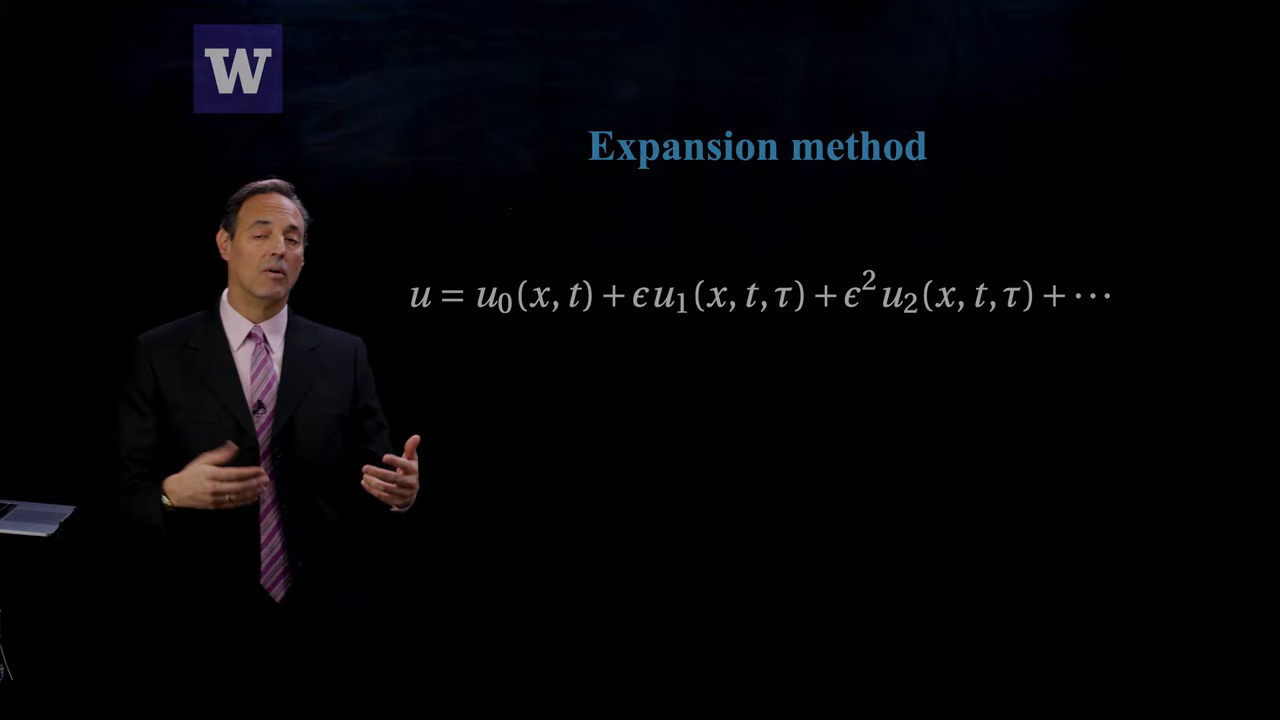 W
Expansion method
u = u₀(x, t) + ϵu₁(x, t, τ) + ϵ²u₂(x, t, τ) + ⋯